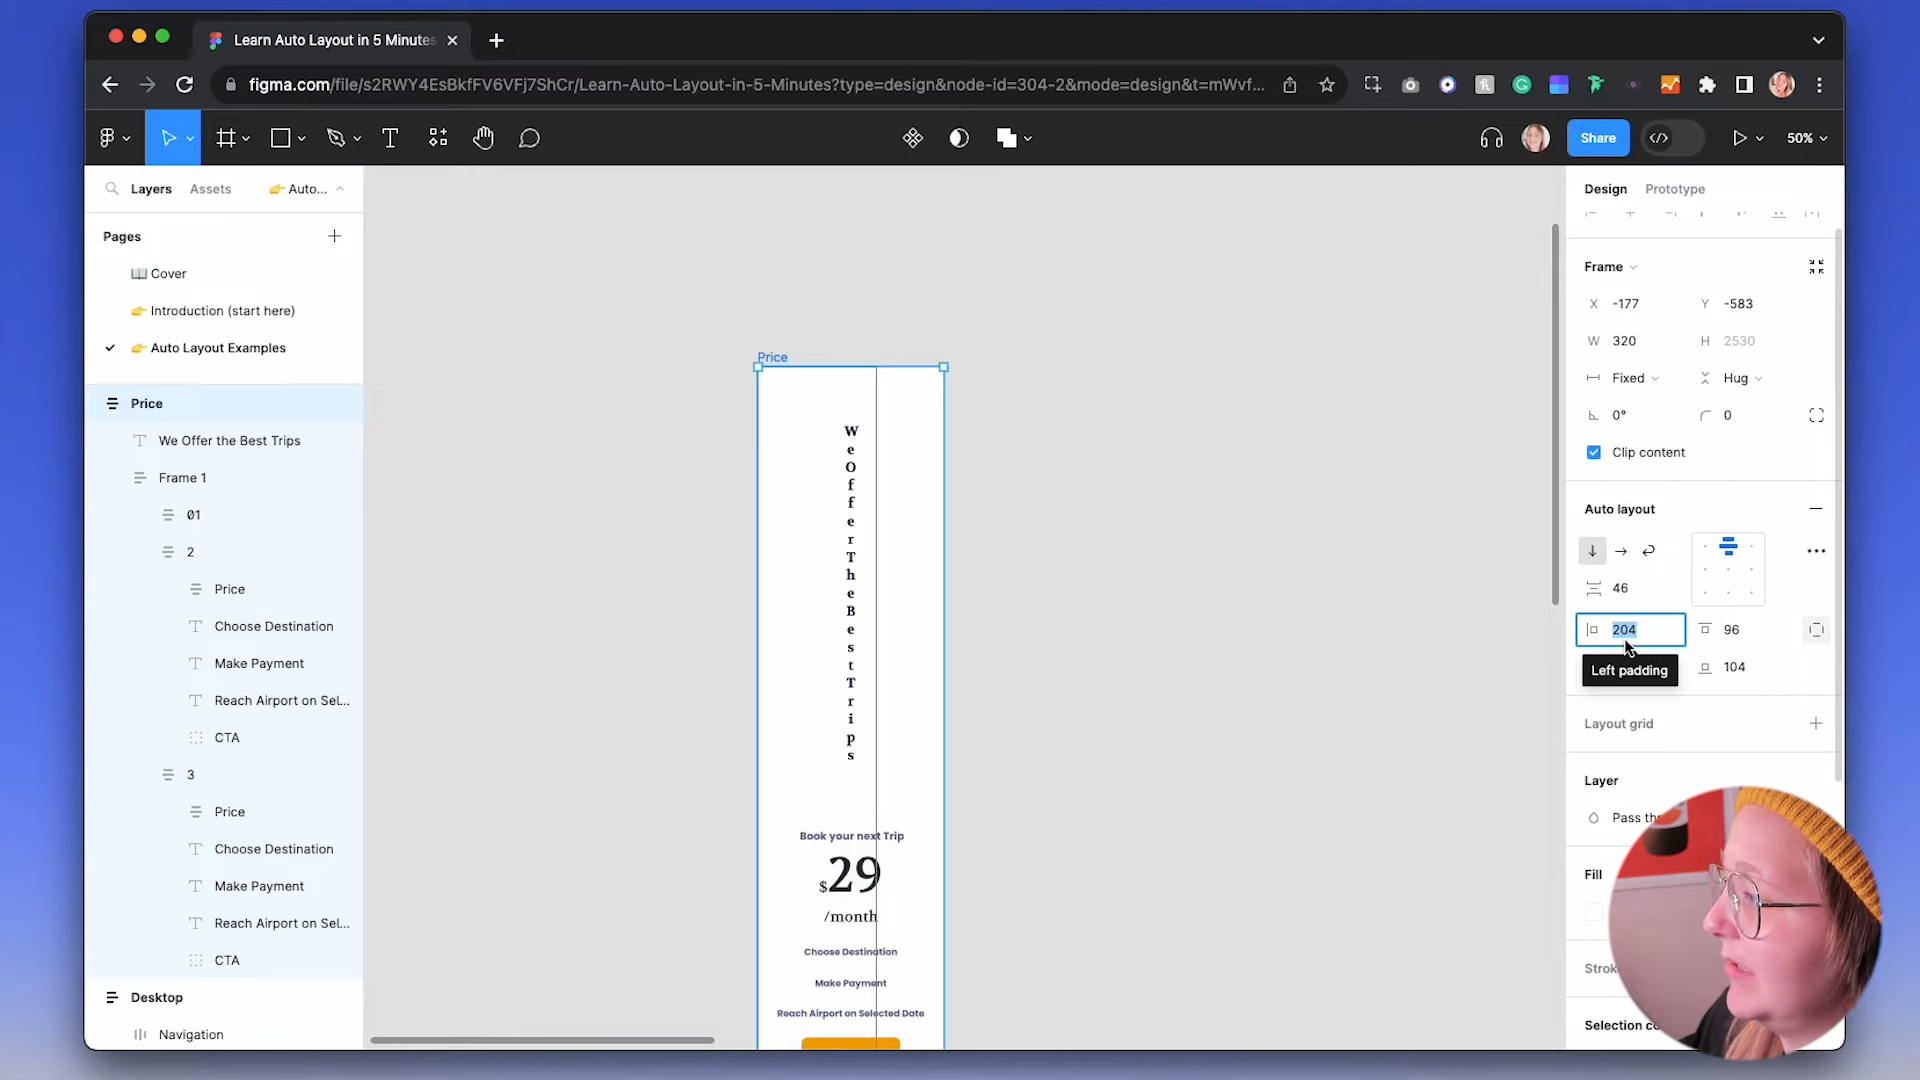 Learn Auto Layout in 5 Minutes
figma.com/file/s2RWY4EsBkfFV6VFj7ShCr/Learn-Auto-Layout-in-5-Minutes?type=design&node-id=304-2&mode=design&t=mWvf...
Share
50%
Layers
Assets
👉 Auto...
Pages
📖 Cover
👉 Introduction (start here)
👉 Auto Layout Examples
Price
We Offer the Best Trips
Frame 1
01
2
Price
Choose Destination
Make Payment
Reach Airport on Sel...
CTA
3
Price
Choose Destination
Make Payment
Reach Airport on Sel...
CTA
Desktop
Navigation
Price
W
e
O
f
f
e
r
T
h
e
B
e
s
t
T
r
i
p
s
Book your next Trip
$29
/month
Choose Destination
Make Payment
Reach Airport on Selected Date
Design
Prototype
Frame
X -177
Y -583
W 320
H 2530
Fixed
Hug
0°
0
Clip content
Auto layout
46
204
96
Left padding
104
Layout grid
Layer
Pass
Fill
Selection